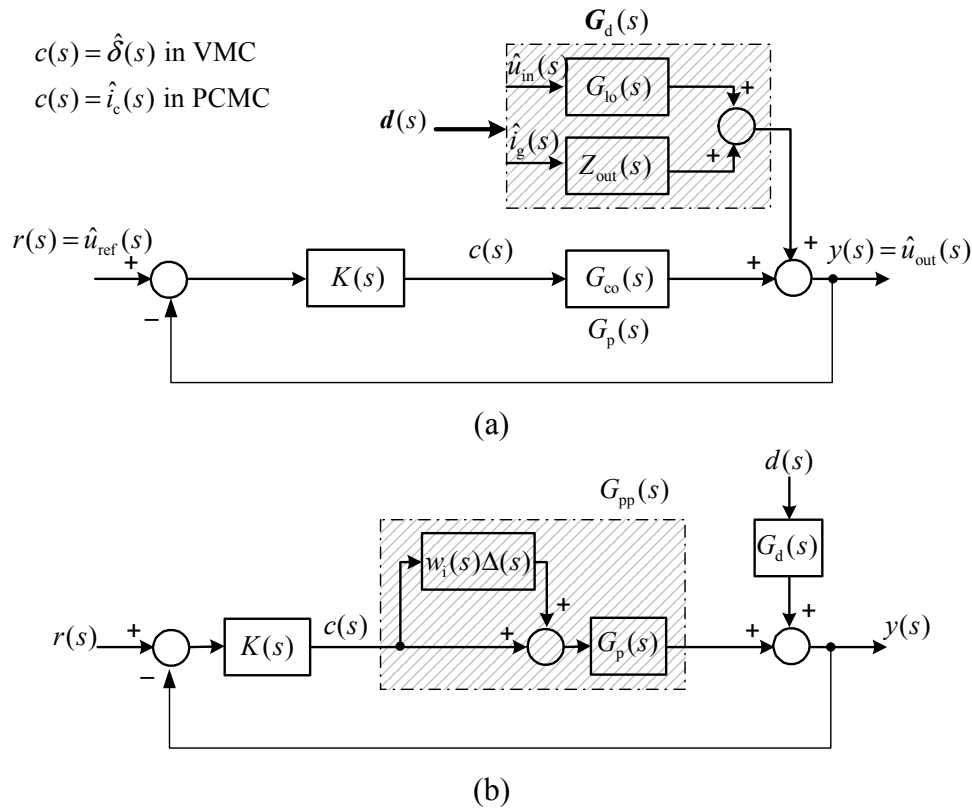 G_d(s)
c(s) = δ̂(s) in VMC
c(s) = î_c(s) in PCMC
û_in(s)
G_lo(s)
+
d(s)
î_g(s)
+
Z_out(s)
r(s) = û_ref(s)
+
−
K(s)
c(s)
G_co(s)
G_p(s)
+
+
y(s) = û_out(s)
(a)
d(s)
G_pp(s)
G_d(s)
w_i(s)Δ(s)
+
+
r(s)
+
−
K(s)
c(s)
+
G_p(s)
+
y(s)
(b)